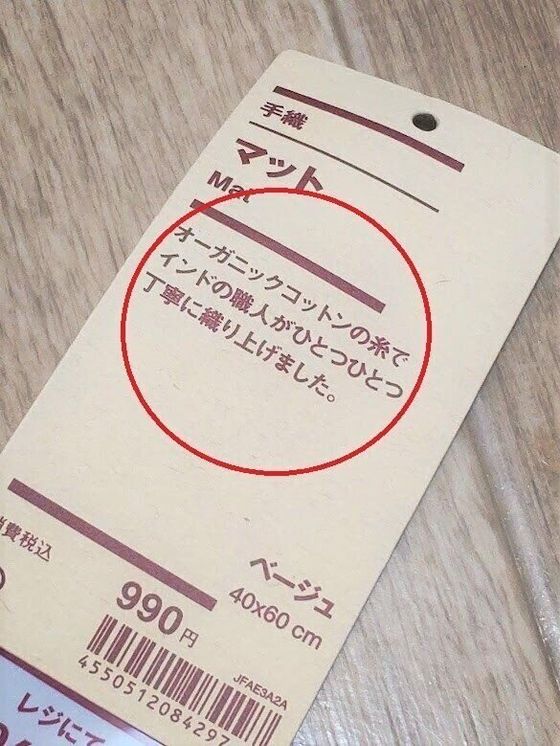 手織
マット
Mat
オーガニックコットンの糸で
インドの職人がひとつひとつ
丁寧に織り上げました。
消費税込
990円
ベージュ
40x60 cm
JFAE3A2A
4550512084297
レジにて